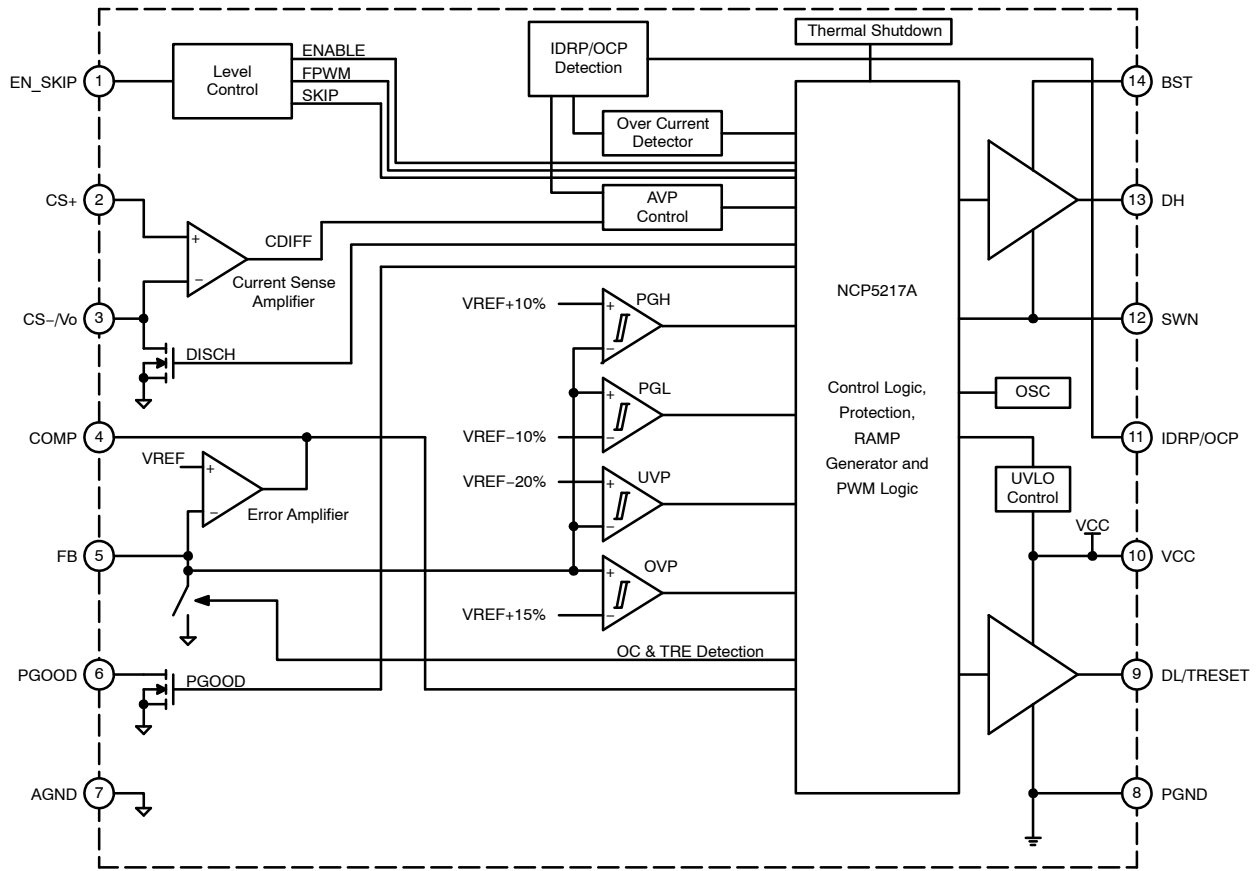 Thermal Shutdown
IDRP/OCP
Detection
ENABLE
FPWM
SKIP
Level
Control
EN_SKIP
1
14
BST
Over Current
Detector
CS+
2
AVP
Control
13
DH
+
−
CDIFF
Current Sense
Amplifier
NCP5217A
VREF+10%
+
−
PGH
CS−/Vo
3
12
SWN
DISCH
PGL
+
−
VREF−10%
Control Logic,
Protection,
RAMP
Generator and
PWM Logic
OSC
COMP
4
11
IDRP/OCP
VREF
+
−
Error Amplifier
VREF−20%
+
−
UVP
UVLO
Control
VCC
FB
5
10
VCC
OVP
+
−
VREF+15%
OC & TRE Detection
PGOOD
6
PGOOD
9
DL/TRESET
AGND
7
8
PGND